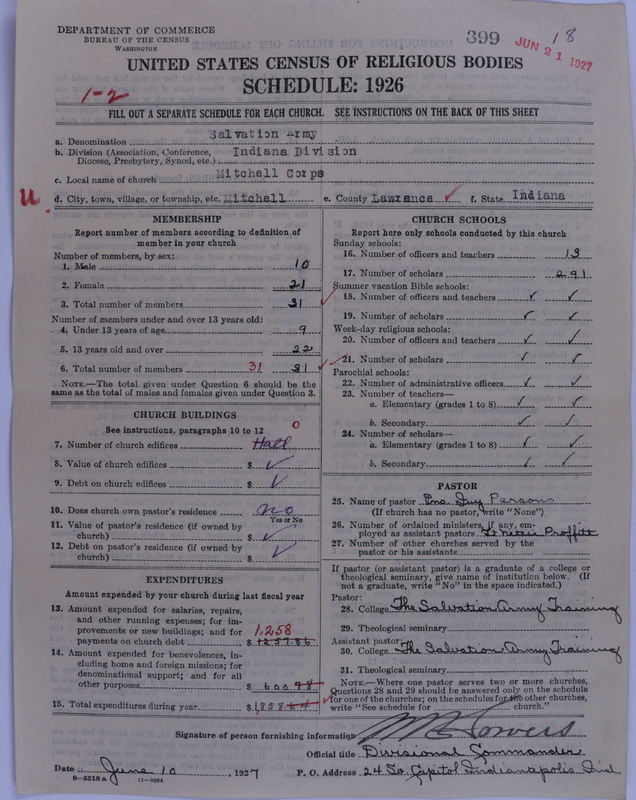 DEPARTMENT OF COMMERCE
BUREAU OF THE CENSUS
WASHINGTON
399
18
JUN 21 1927
UNITED STATES CENSUS OF RELIGIOUS BODIES
SCHEDULE: 1926
1-2
FILL OUT A SEPARATE SCHEDULE FOR EACH CHURCH. SEE INSTRUCTIONS ON THE BACK OF THIS SHEET
a. Denomination Salvation Army
b. Division (Association, Conference, Diocese, Presbytery, Synod, etc.) Indiana Division
c. Local name of church Mitchell Corps
u
d. City, town, village, or township, etc. Mitchell e. County Lawrance f. State Indiana
MEMBERSHIP
Report number of members according to definition of
member in your church
Number of members, by sex:
1. Male 10
2. Female 21
3. Total number of members 31
Number of members under and over 13 years old:
4. Under 13 years of age 9
5. 13 years old and over 22
6. Total number of members 31 31
NOTE.—The total given under Question 6 should be
same as the total of males and females given under Question 3.
CHURCH BUILDINGS
See instructions, paragraphs 10 to 12
0
7. Number of church edifices Hall
8. Value of church edifices $
9. Debt on church edifices $
10. Does church own pastor's residence no
Yes or No
11. Value of pastor's residence (if owned by
church) $
12. Debt on pastor's residence (if owned by
church) $
EXPENDITURES
Amount expended by your church during last fiscal year
13. Amount expended for salaries, repairs,
and other running expenses; for im-
provements or new buildings; and for 1,258
payments on church debt $ 1257.86
14. Amount expended for benevolences, in-
cluding home and foreign missions; for
denominational support; and for all
other purposes $ 600.48
15. Total expenditures during year $ 1,858
CHURCH SCHOOLS
Report here only schools conducted by this church
Sunday schools:
16. Number of officers and teachers 13
17. Number of scholars 291
Summer vacation Bible schools:
18. Number of officers and teachers
19. Number of scholars
Week-day religious schools:
20. Number of officers and teachers
21. Number of scholars
Parochial schools:
22. Number of administrative officers
23. Number of teachers—
a. Elementary (grades 1 to 8)
b. Secondary
24. Number of scholars—
a. Elementary (grades 1 to 8)
b. Secondary
PASTOR
25. Name of pastor Guy Persons
(If church has no pastor, write "None")
26. Number of ordained ministers, if any, em-
ployed as assistant pastors Proffitt
27. Number of other churches served by the
pastor or his assistants
If pastor (or assistant pastor) is a graduate of a college or
theological seminary, give name of institution below. (If
not a graduate, write "No" in the space indicated.)
Pastor:
28. College The Salvation Army Training
29. Theological seminary
Assistant pastor:
30. College The Salvation Army Training
31. Theological seminary
NOTE.—Where one pastor serves two or more churches,
Questions 28 and 29 should be answered only on the schedule
for one of the churches; on the schedules for the other churches,
write "See schedule for church."
Signature of person furnishing information
Official title Divisional Commander
Date June 10, 1927 P. O. Address 24 So. Capitol Indianapolis Ind
8-5518 a 11-9584